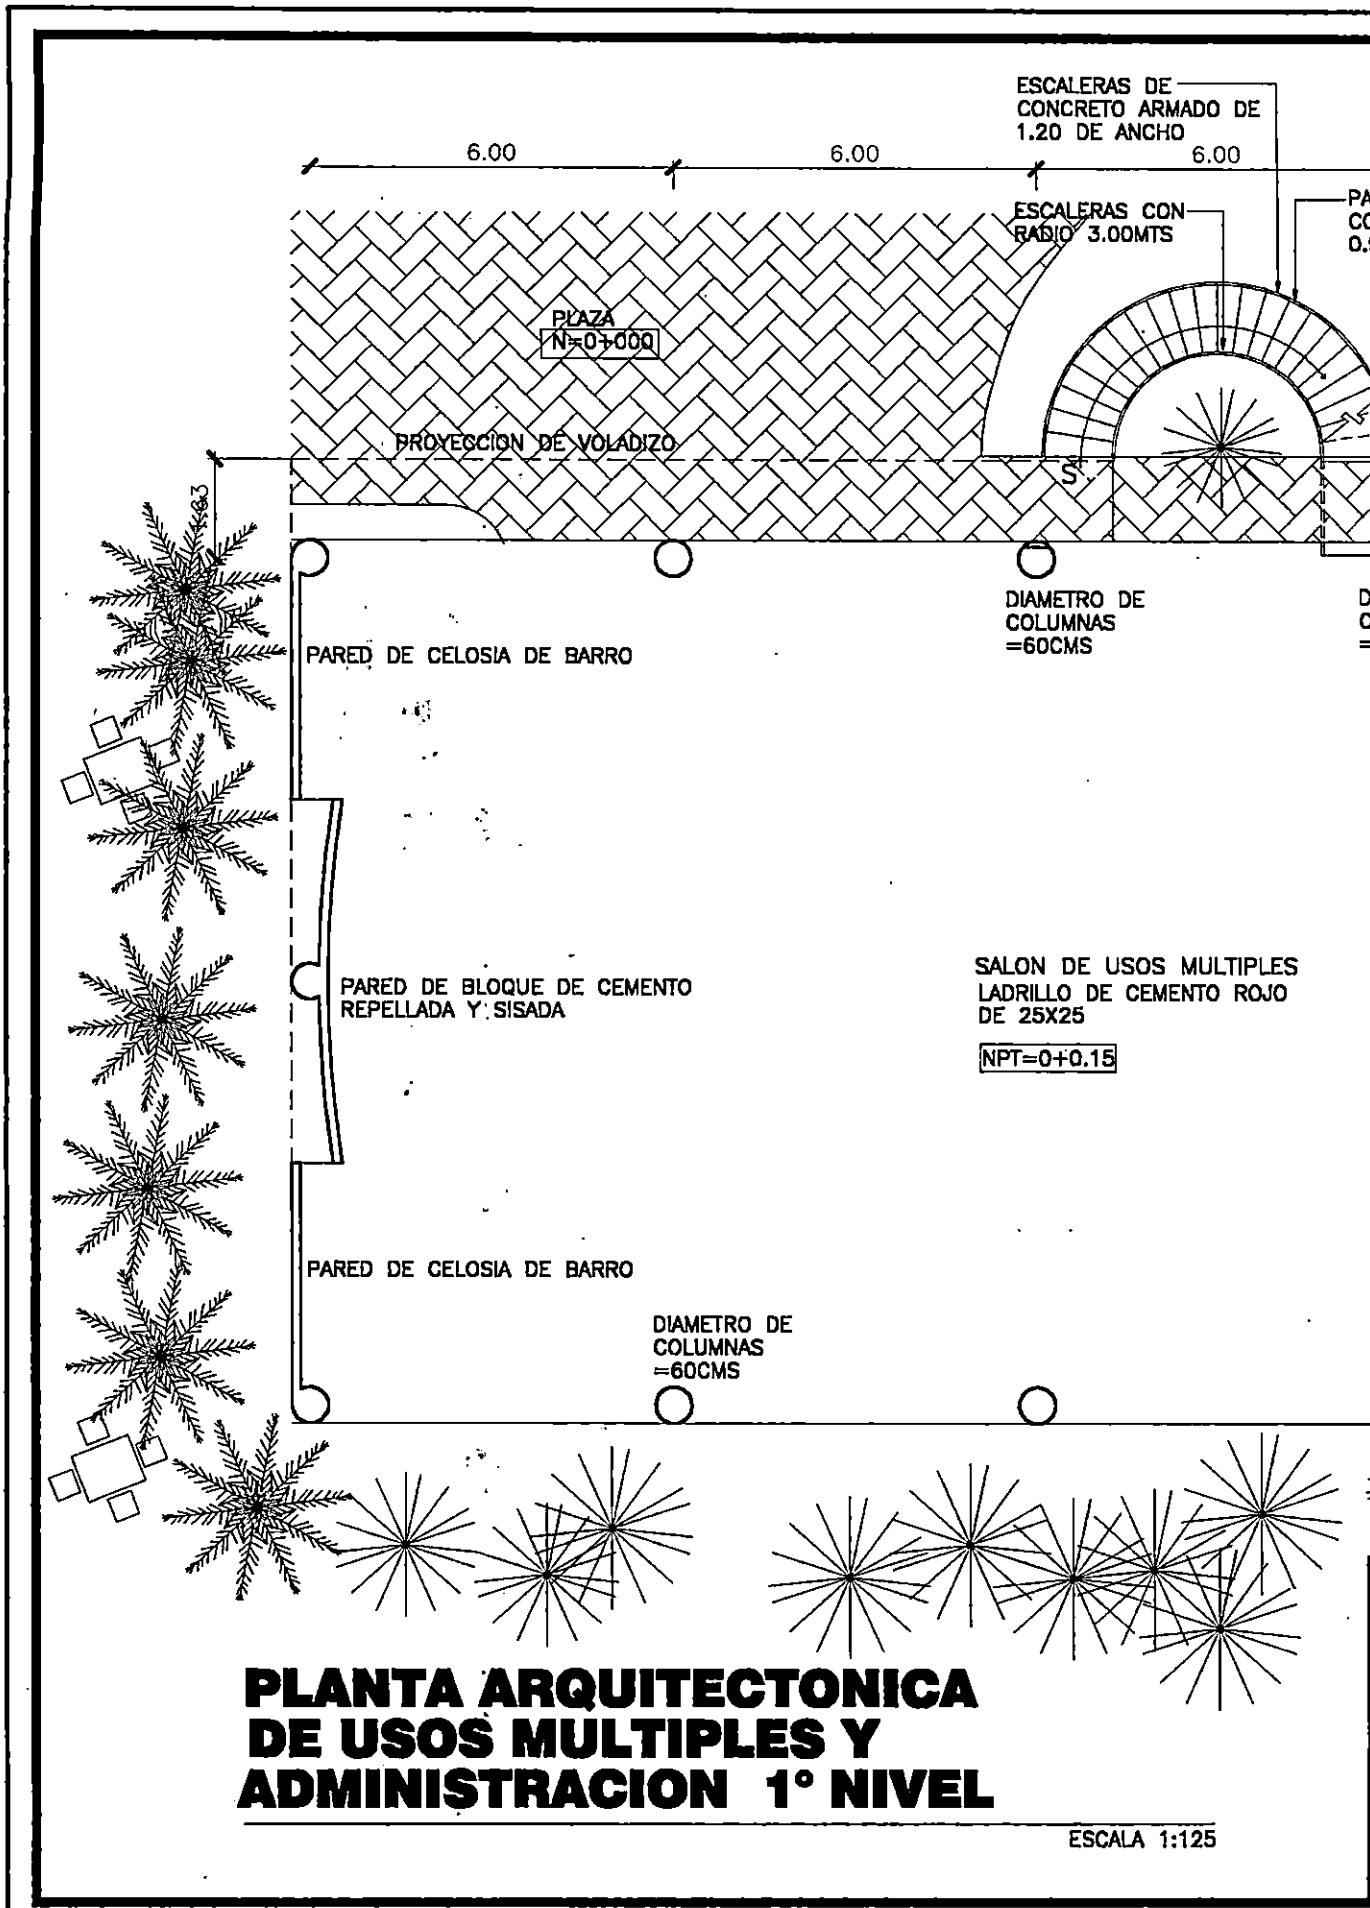 ESCALERAS DE
CONCRETO ARMADO DE
1.20 DE ANCHO
6.00
6.00
6.00
ESCALERAS CON
RADIO 3.00MTS
PA
CO
PLAZA
N=0+000
PROYECCION DE VOLADIZO
S
DIAMETRO DE
COLUMNAS
=60CMS
D
C
=
PARED DE CELOSIA DE BARRO
PARED DE BLOQUE DE CEMENTO
REPELLADA Y SISADA
SALON DE USOS MULTIPLES
LADRILLO DE CEMENTO ROJO
DE 25X25
NPT=0+0.15
PARED DE CELOSIA DE BARRO
DIAMETRO DE
COLUMNAS
=60CMS
PLANTA ARQUITECTONICA
DE USOS MULTIPLES Y
ADMINISTRACION 1° NIVEL
ESCALA 1:125